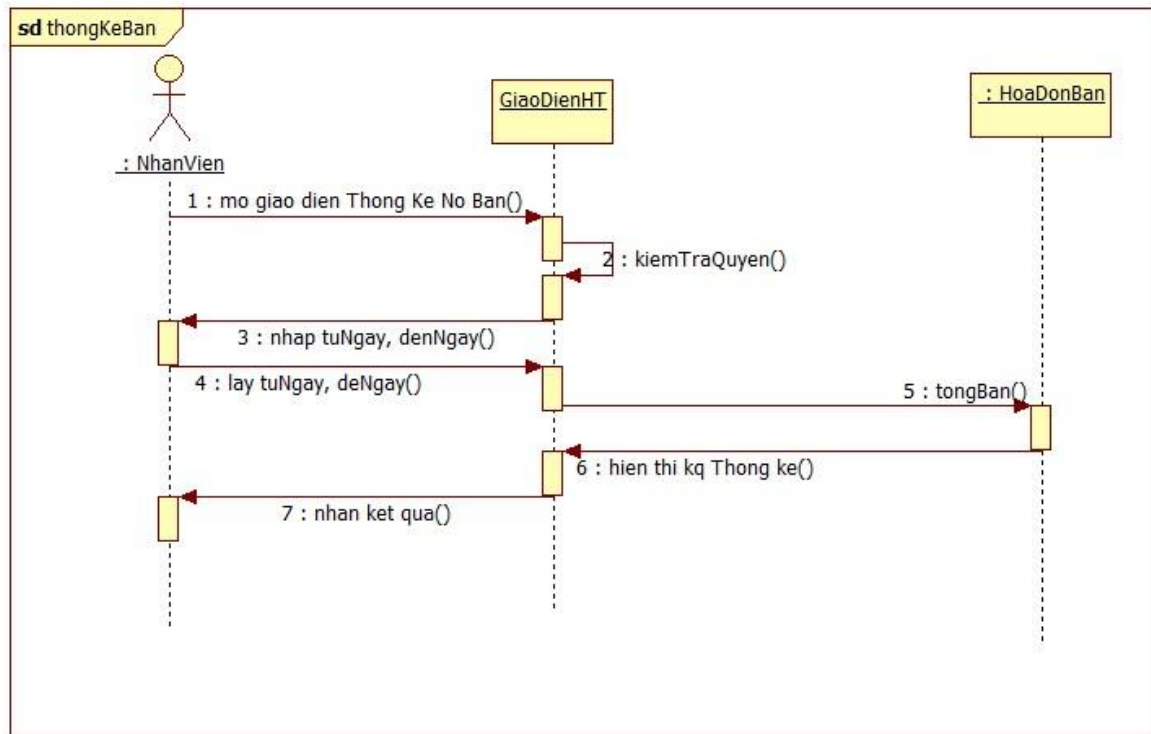 sd thongKeBan
GiaoDienHT
: HoaDonBan
: NhanVien
1 : mo giao dien Thong Ke No Ban()
2 : kiemTraQuyen()
3 : nhap tuNgay, denNgay()
4 : lay tuNgay, deNgay()
5 : tongBan()
6 : hien thi kq Thong ke()
7 : nhan ket qua()